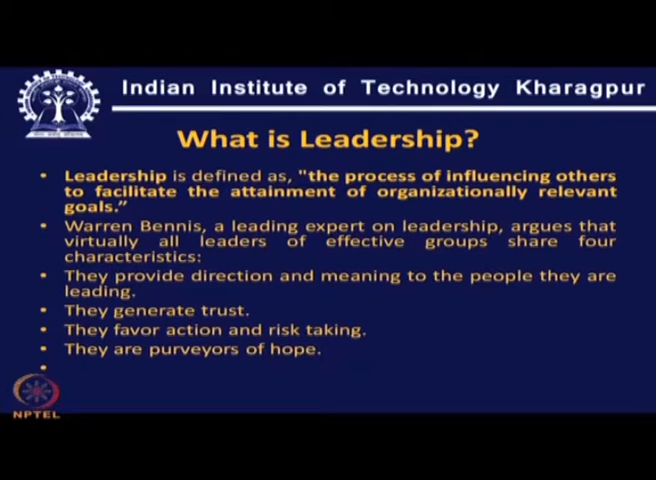 Indian Institute of Technology Kharagpur
What is Leadership?
• Leadership is defined as, "the process of influencing others
to facilitate the attainment of organizationally relevant
goals.”
• Warren Bennis, a leading expert on leadership, argues that
virtually all leaders of effective groups share four
characteristics:
• They provide direction and meaning to the people they are
leading.
• They generate trust.
• They favor action and risk taking.
• They are purveyors of hope.
•
NPTEL